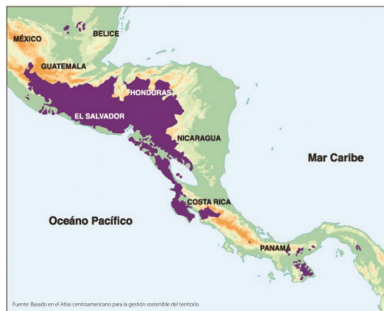 BELICE
MÉXICO
GUATEMALA
HONDURAS
EL SALVADOR
NICARAGUA
Mar Caribe
COSTA RICA
Océano Pacífico
PANAMÁ
Fuente: Basado en el Atlas centroamericano para la gestión sostenible del territorio